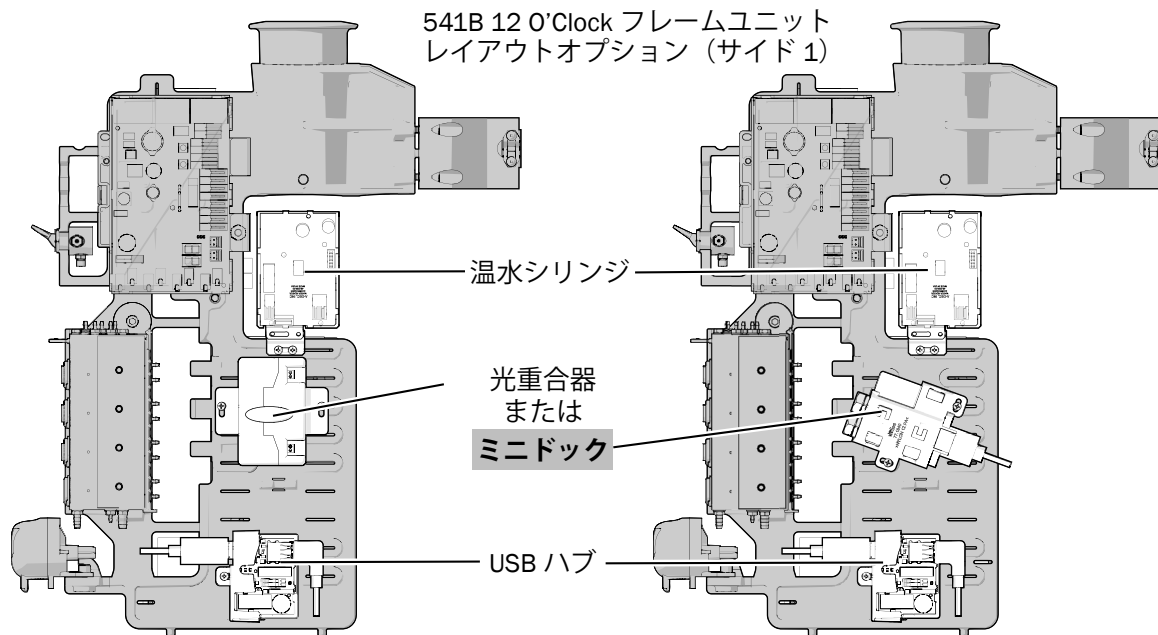 541B 12 O'Clock フレームユニット
レイアウトオプション（サイド 1）
温水シリンジ
光重合器
または
ミニドック
USB ハブ